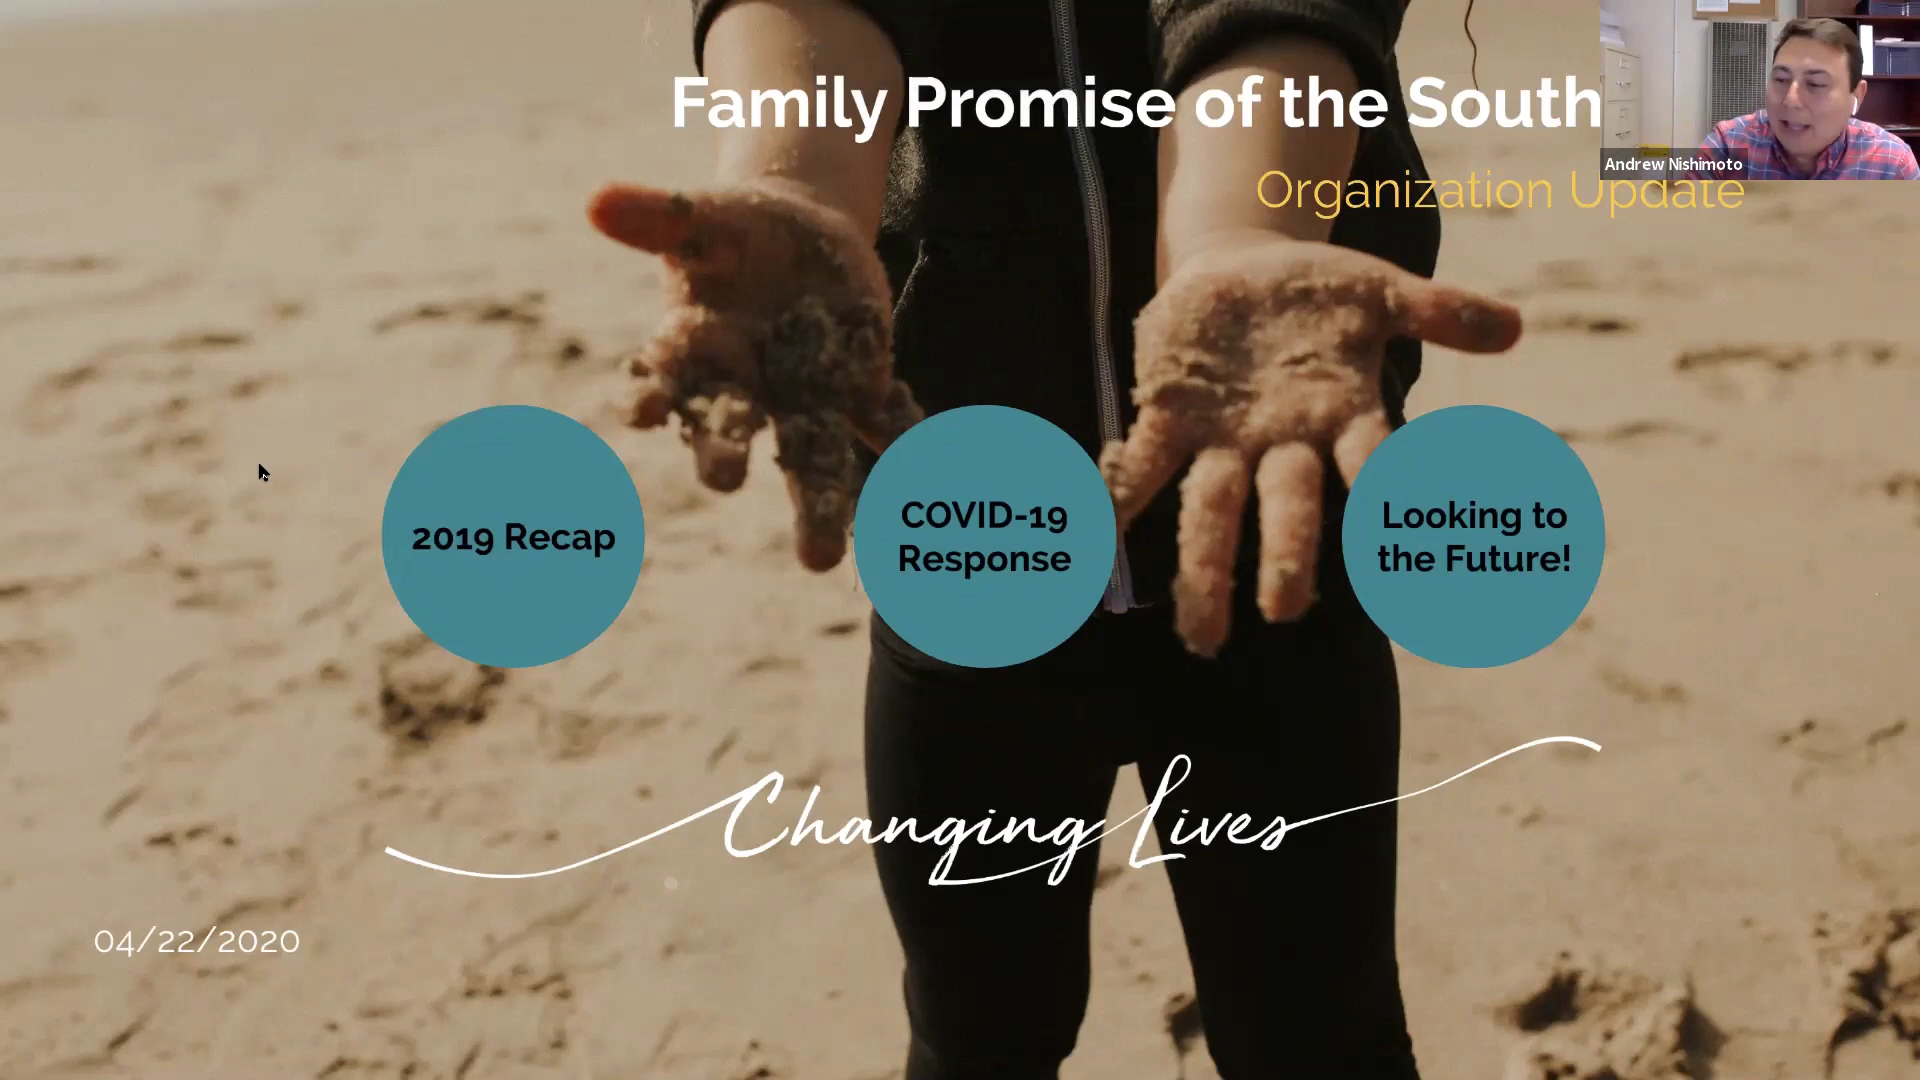 Family Promise of the South
Andrew Nishimoto
Organization Update
2019 Recap
COVID-19
Response
Looking to
the Future!
Changing Lives
04/22/2020